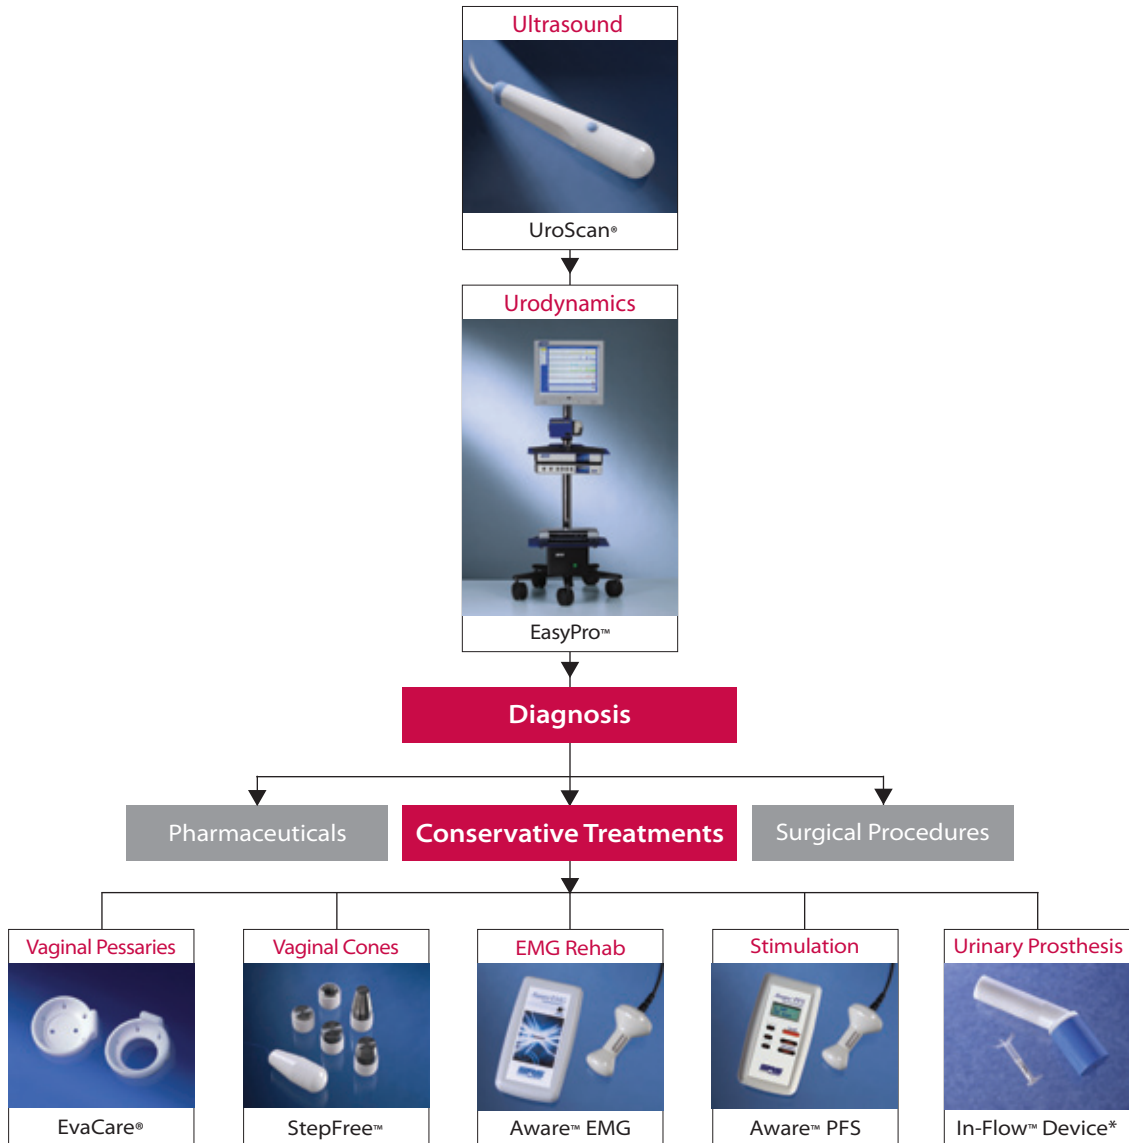 Ultrasound
UroScan®
Urodynamics
EasyPro™
Diagnosis
Pharmaceuticals
Conservative Treatments
Surgical Procedures
Vaginal Pessaries
EvaCare®
Vaginal Cones
StepFree™
EMG Rehab
Aware™ EMG
Stimulation
Aware™ PFS
Urinary Prosthesis
In-Flow™ Device*